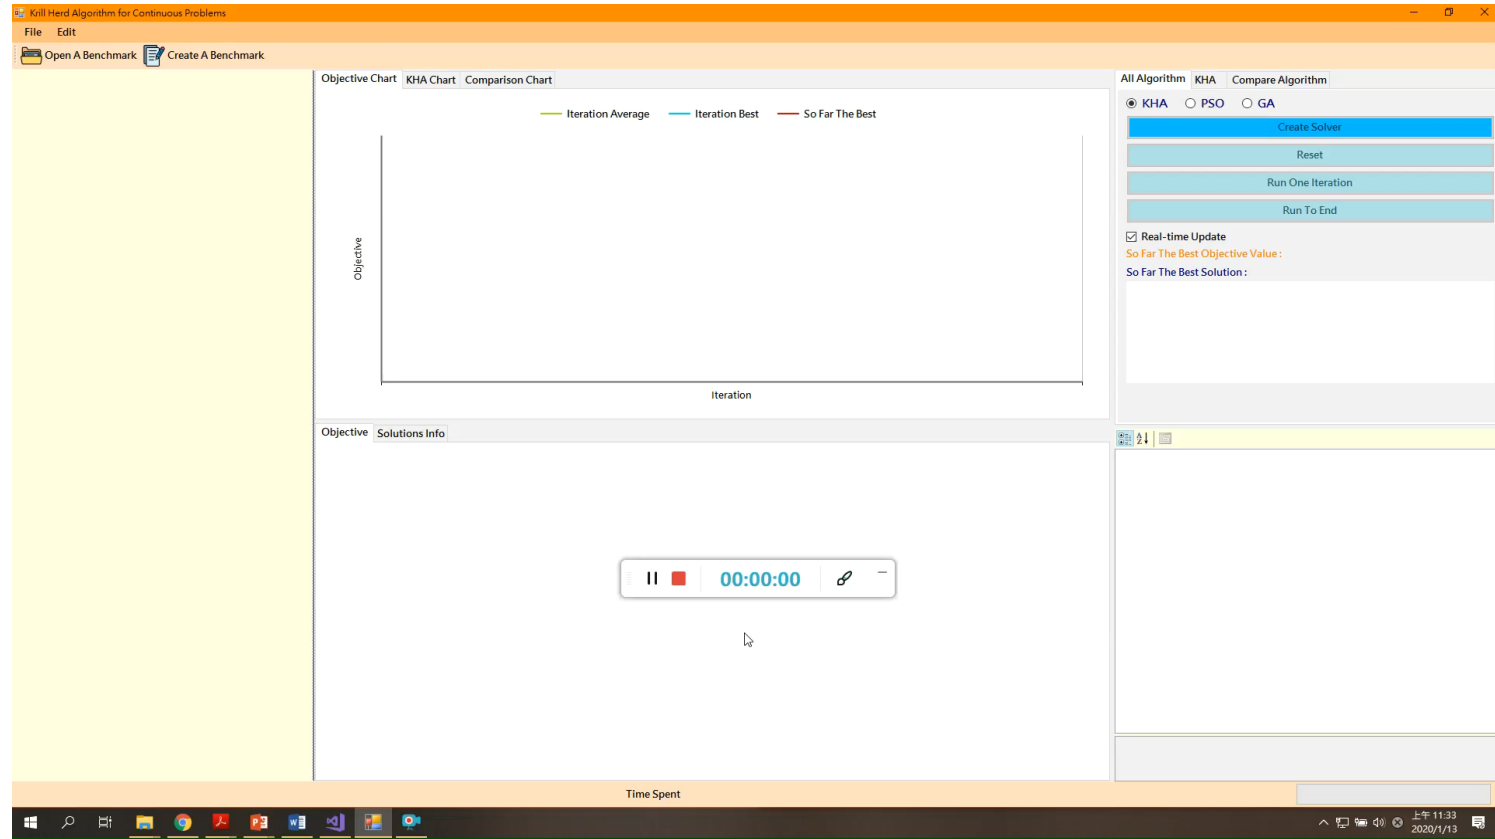 Krill Herd Algorithm for Continuous Problems
File Edit
Open A Benchmark Create A Benchmark
Objective Chart KHA Chart Comparison Chart
Iteration Average Iteration Best So Far The Best
Objective
Iteration
Objective Solutions Info
00:00:00
All Algorithm KHA Compare Algorithm
KHA PSO GA
Create Solver
Reset
Run One Iteration
Run To End
Real-time Update
So Far The Best Objective Value :
So Far The Best Solution :
Time Spent
上午 11:33
2020/1/13